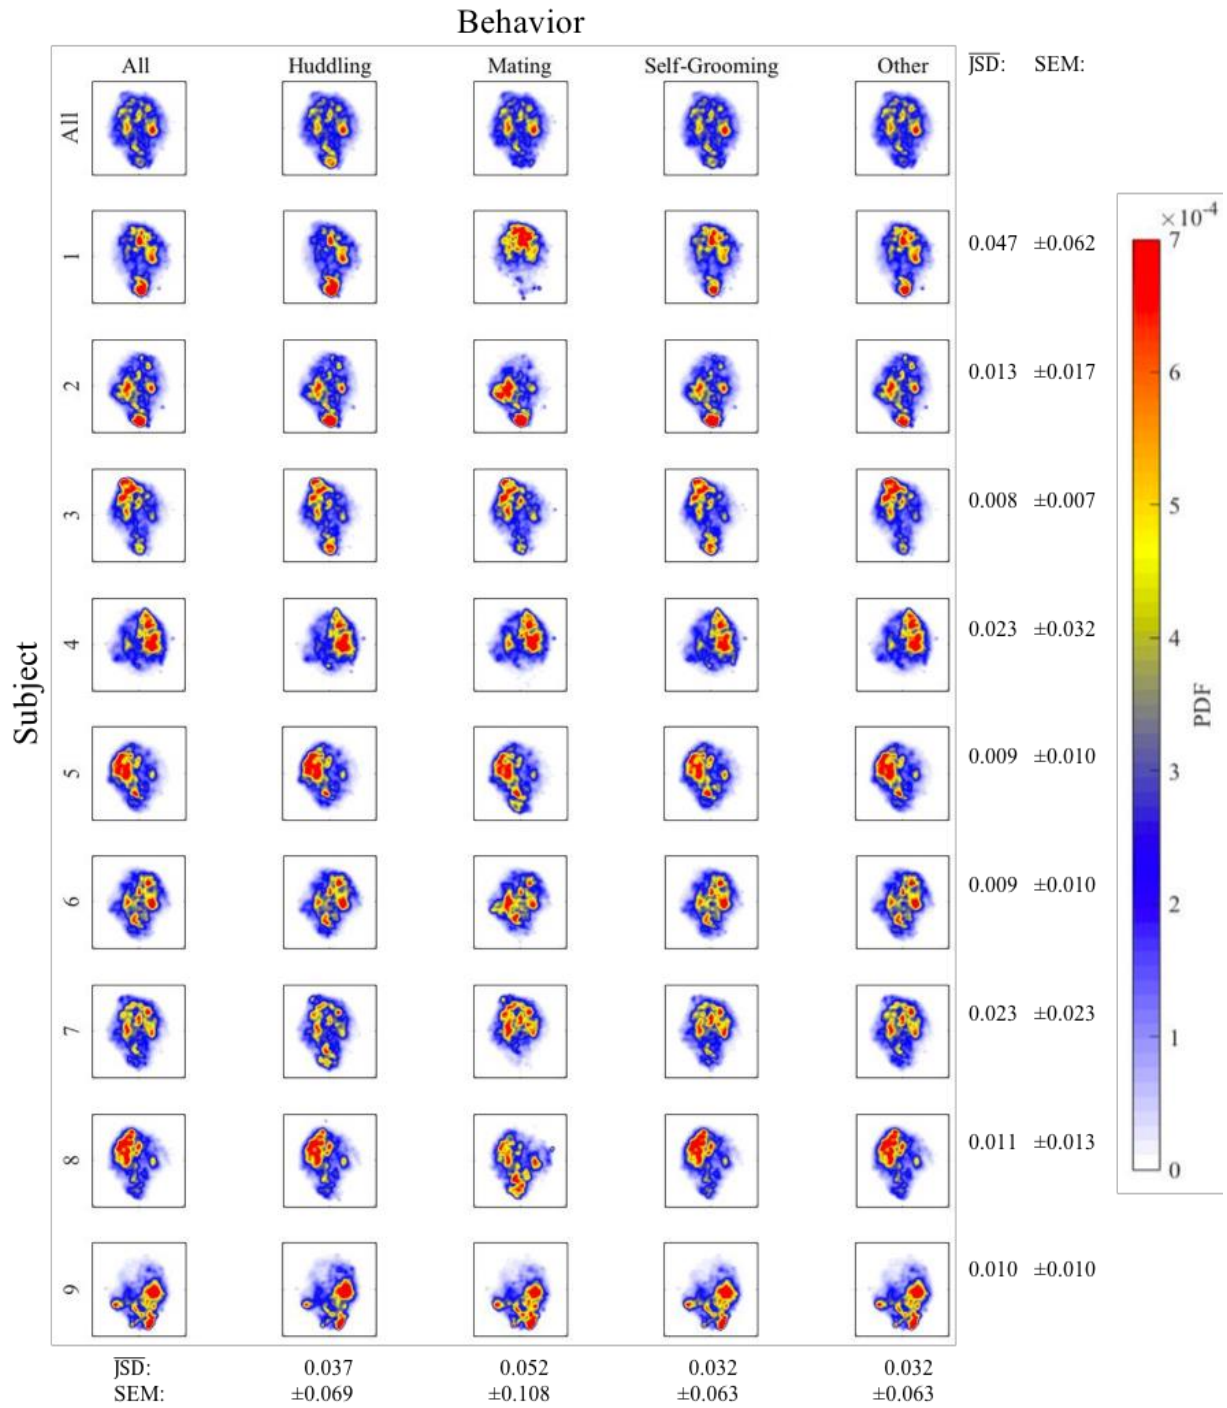 Behavior
All Huddling Mating Self-Grooming Other JSD: SEM:
All
1 0.047 ±0.062
2 0.013 ±0.017
3 0.008 ±0.007
4 0.023 ±0.032
5 0.009 ±0.010
6 0.009 ±0.010
7 0.023 ±0.023
8 0.011 ±0.013
9 0.010 ±0.010
Subject
JSD: 0.037 0.052 0.032 0.032
SEM: ±0.069 ±0.108 ±0.063 ±0.063
×10⁻⁴
7
6
5
4
3
2
1
0
PDF